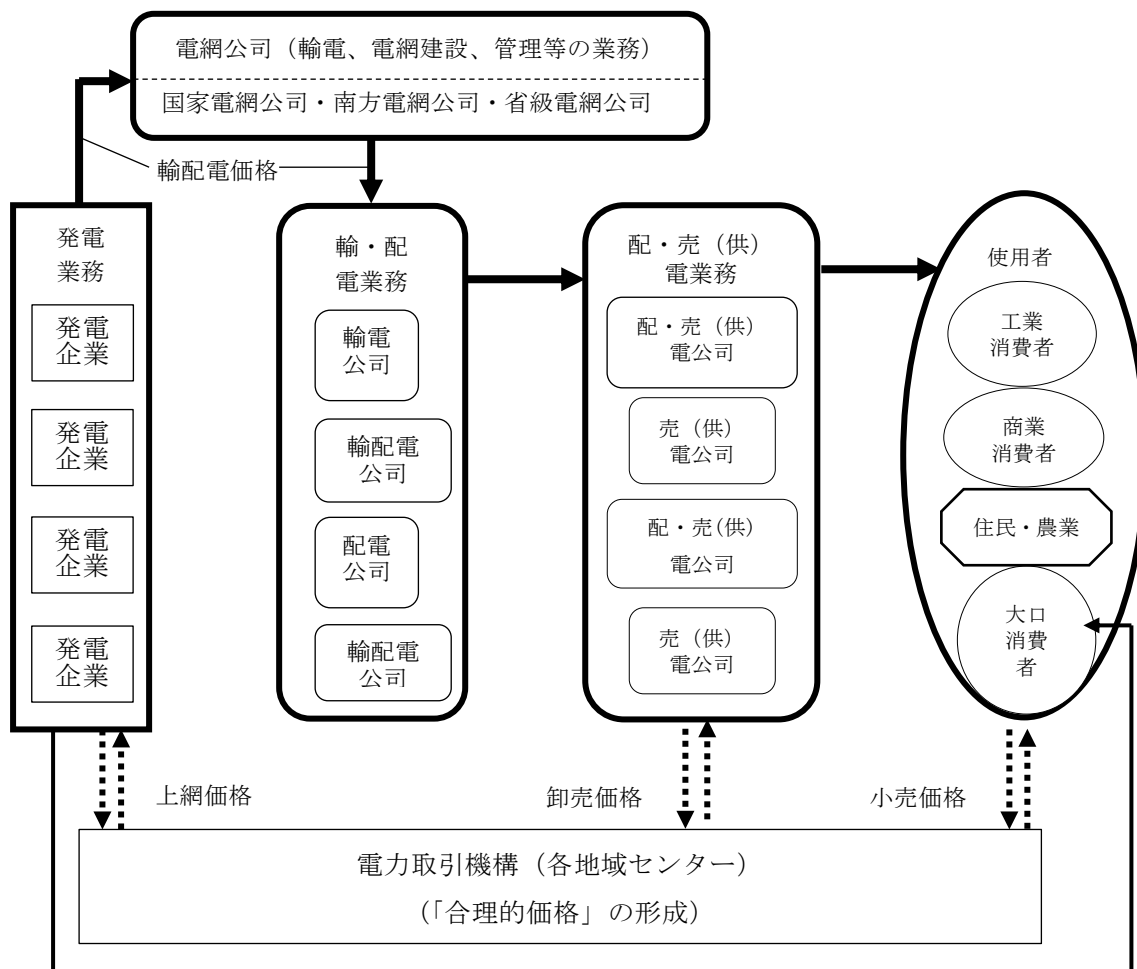 電網公司（輸電、電網建設、管理等の業務）
国家電網公司・南方電網公司・省級電網公司
輸配電価格
発電
業務
発電
企業
発電
企業
発電
企業
発電
企業
輸・配
電業務
輸電
公司
輸配電
公司
配電
公司
輸配電
公司
配・売（供）
電業務
配・売（供）
電公司
売（供）
電公司
配・売(供）
電公司
売（供）
電公司
使用者
工業
消費者
商業
消費者
住民・農業
大口
消費
者
上網価格
卸売価格
小売価格
電力取引機構（各地域センター）
（「合理的価格」の形成）